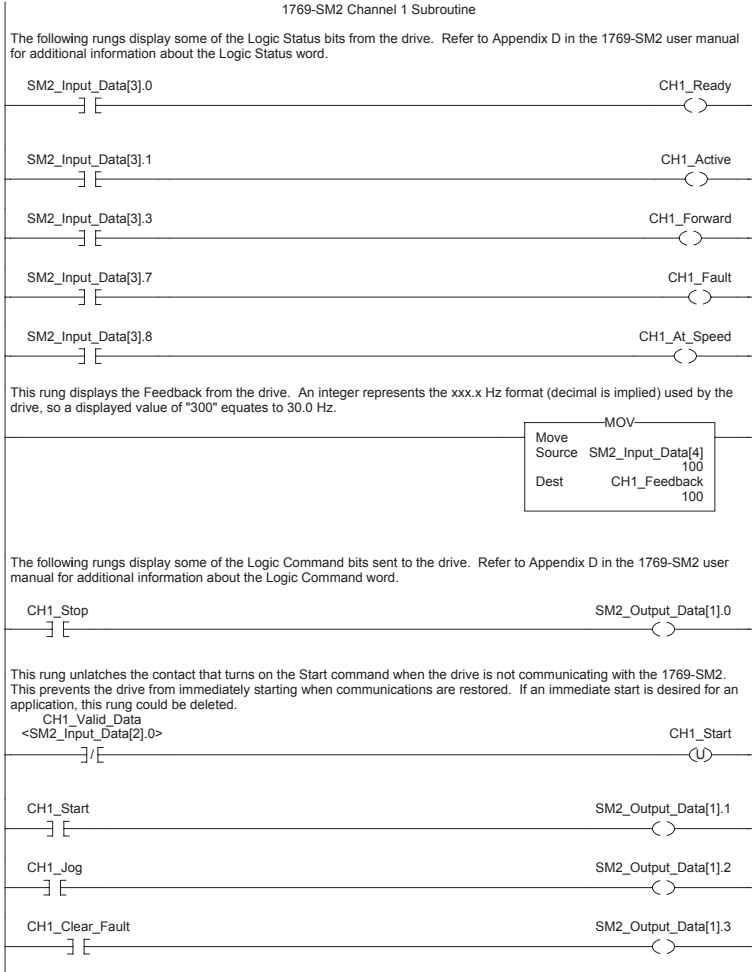 1769-SM2 Channel 1 Subroutine
The following rungs display some of the Logic Status bits from the drive. Refer to Appendix D in the 1769-SM2 user manual
for additional information about the Logic Status word.
SM2_Input_Data[3].0 CH1_Ready
SM2_Input_Data[3].1 CH1_Active
SM2_Input_Data[3].3 CH1_Forward
SM2_Input_Data[3].7 CH1_Fault
SM2_Input_Data[3].8 CH1_At_Speed
This rung displays the Feedback from the drive. An integer represents the xxx.x Hz format (decimal is implied) used by the
drive, so a displayed value of "300" equates to 30.0 Hz.
MOV
Move
Source SM2_Input_Data[4]
100
Dest CH1_Feedback
100
The following rungs display some of the Logic Command bits sent to the drive. Refer to Appendix D in the 1769-SM2 user
manual for additional information about the Logic Command word.
CH1_Stop SM2_Output_Data[1].0
This rung unlatches the contact that turns on the Start command when the drive is not communicating with the 1769-SM2.
This prevents the drive from immediately starting when communications are restored. If an immediate start is desired for an
application, this rung could be deleted.
CH1_Valid_Data
<SM2_Input_Data[2].0> CH1_Start
U
CH1_Start SM2_Output_Data[1].1
CH1_Jog SM2_Output_Data[1].2
CH1_Clear_Fault SM2_Output_Data[1].3